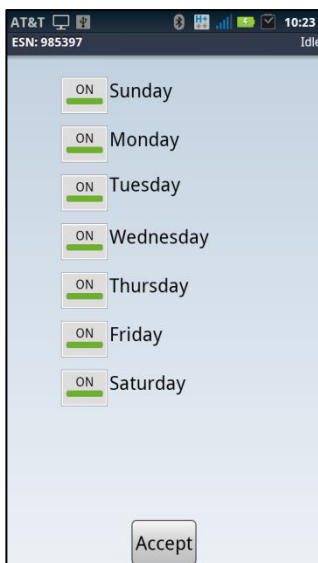 AT&T 10:23
ESN: 985397 Idle
ON Sunday
ON Monday
ON Tuesday
ON Wednesday
ON Thursday
ON Friday
ON Saturday
Accept